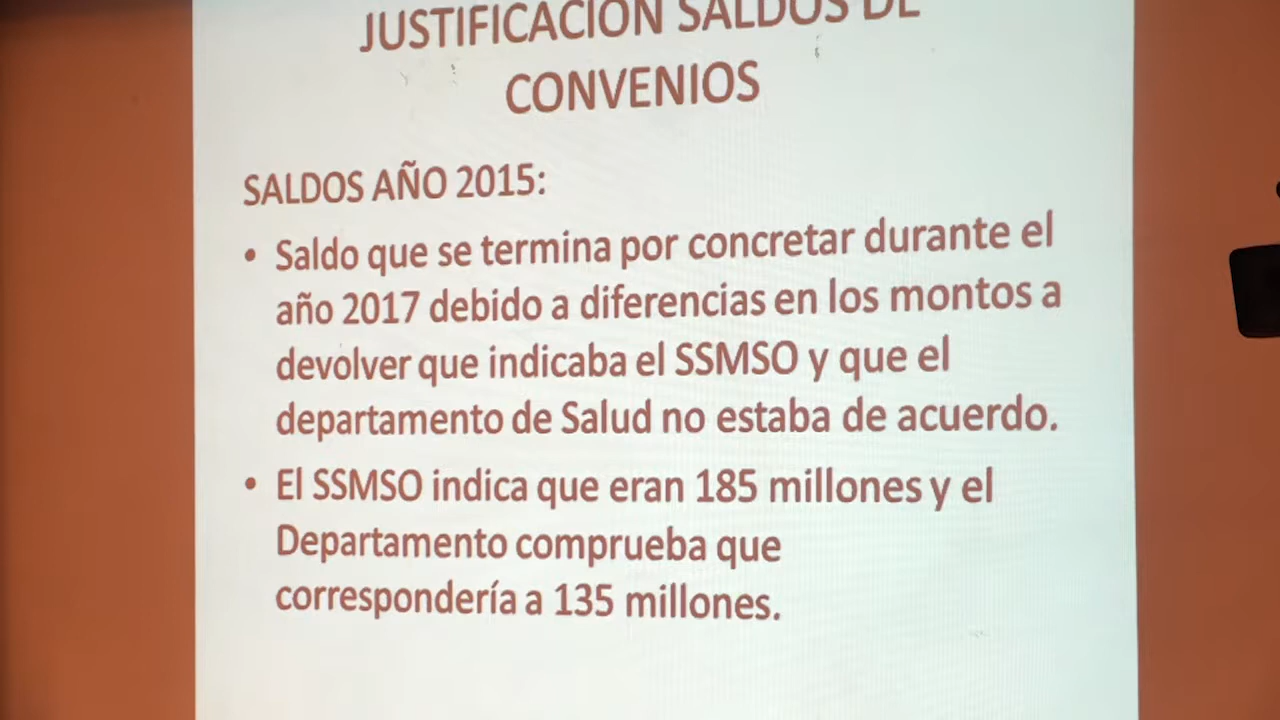 JUSTIFICACIÓN SALDOS DE
CONVENIOS
SALDOS AÑO 2015:
• Saldo que se termina por concretar durante el
año 2017 debido a diferencias en los montos a
devolver que indicaba el SSMSO y que el
departamento de Salud no estaba de acuerdo.
• El SSMSO indica que eran 185 millones y el
Departamento comprueba que
correspondería a 135 millones.